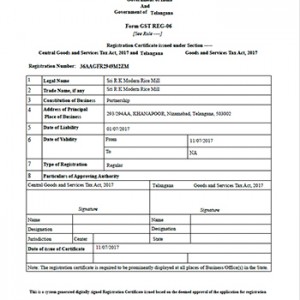 Government of India
And
Government of Telangana
Form GST REG-06
[See Rule ----]
Registration Certificate issued under Section -----
Central Goods and Services Tax Act, 2017 Telangana Goods and Services Tax Act, 2017
Registration Number:
1 Legal Name Sri R K Modern Rice Mill
2 Trade Name, if any Sri R K Modern Rice Mill
3 Constitution of Business Partnership
4 Address of Principal Place of Business 293/294AA, KHANAPOOR, Nizamabad, Telangana, 503002
5 Date of Liability 01/07/2017
6 Date of Validity From 11/07/2017
To NA
7 Type of Registration Regular
8 Particulars of Approving Authority
Central Goods and Services Tax Act, 2017 Telangana Goods and Services Tax Act, 2017
Signature Signature
Name Name
Designation Designation
Jurisdiction Center Jurisdiction State
Date of issue of Certificate 11/07/2017
Note: The registration certificate is required to be prominently displayed at all places of Business/Office(s) in the State.
This is a system generated digitally signed Registration Certificate issued based on the deemed approval of the application for registration